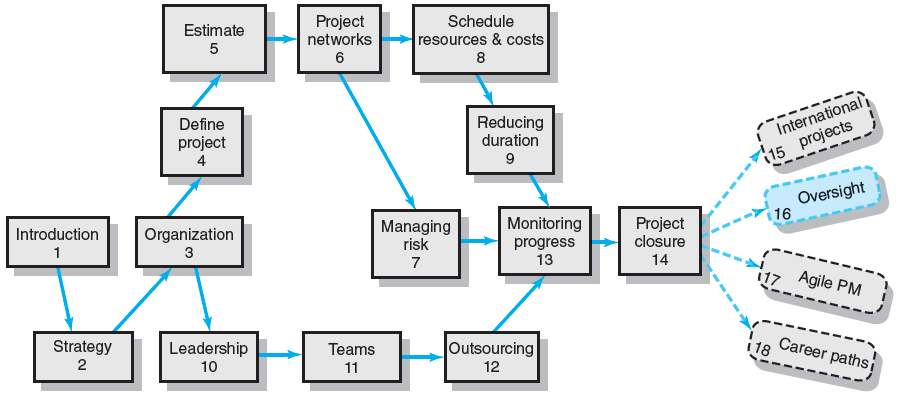 Introduction
1
Strategy
2
Organization
3
Define
project
4
Estimate
5
Project
networks
6
Managing
risk
7
Schedule
resources & costs
8
Reducing
duration
9
Leadership
10
Teams
11
Outsourcing
12
Monitoring
progress
13
Project
closure
14
International
projects
15
Oversight
16
Agile PM
17
Career paths
18